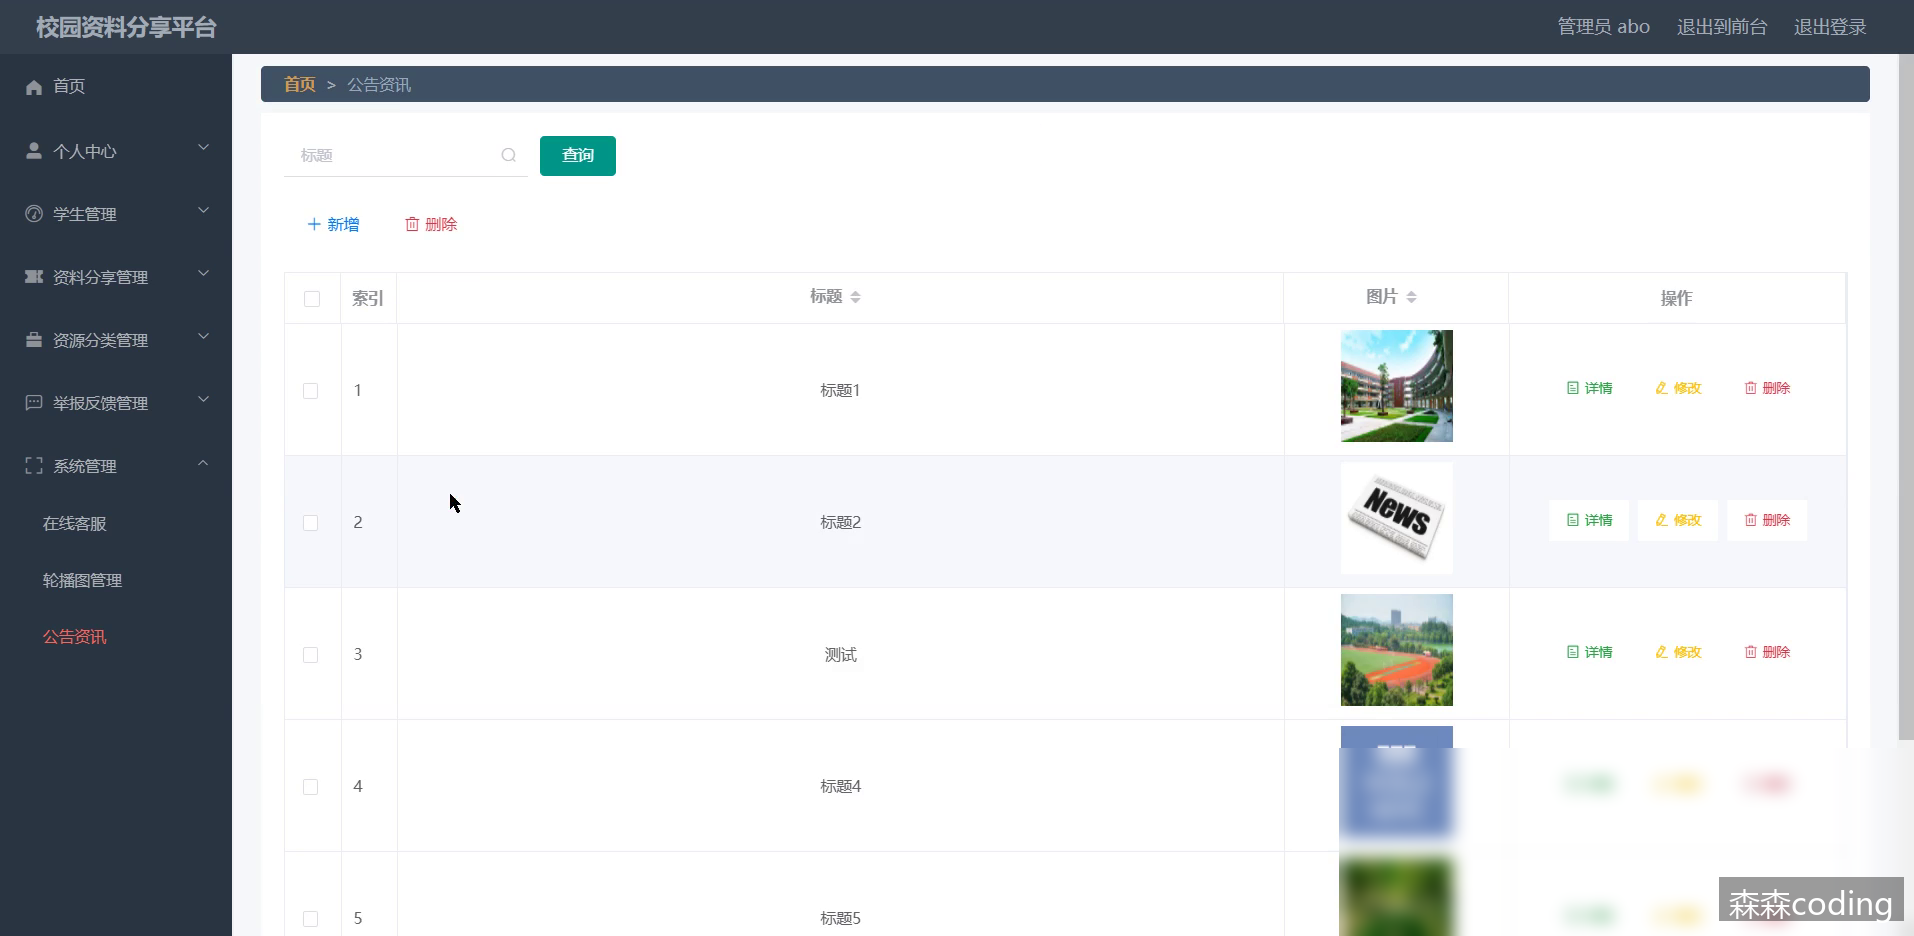 校园资料分享平台
管理员 abo 退出到前台 退出登录
首页
个人中心
学生管理
资料分享管理
资源分类管理
举报反馈管理
系统管理
在线客服
轮播图管理
公告资讯
首页 > 公告资讯
标题 查询
新增 删除
索引 标题 图片 操作
1 标题1 详情 修改 删除
2 标题2 News 详情 修改 删除
3 测试 详情 修改 删除
4 标题4
5 标题5
森森coding